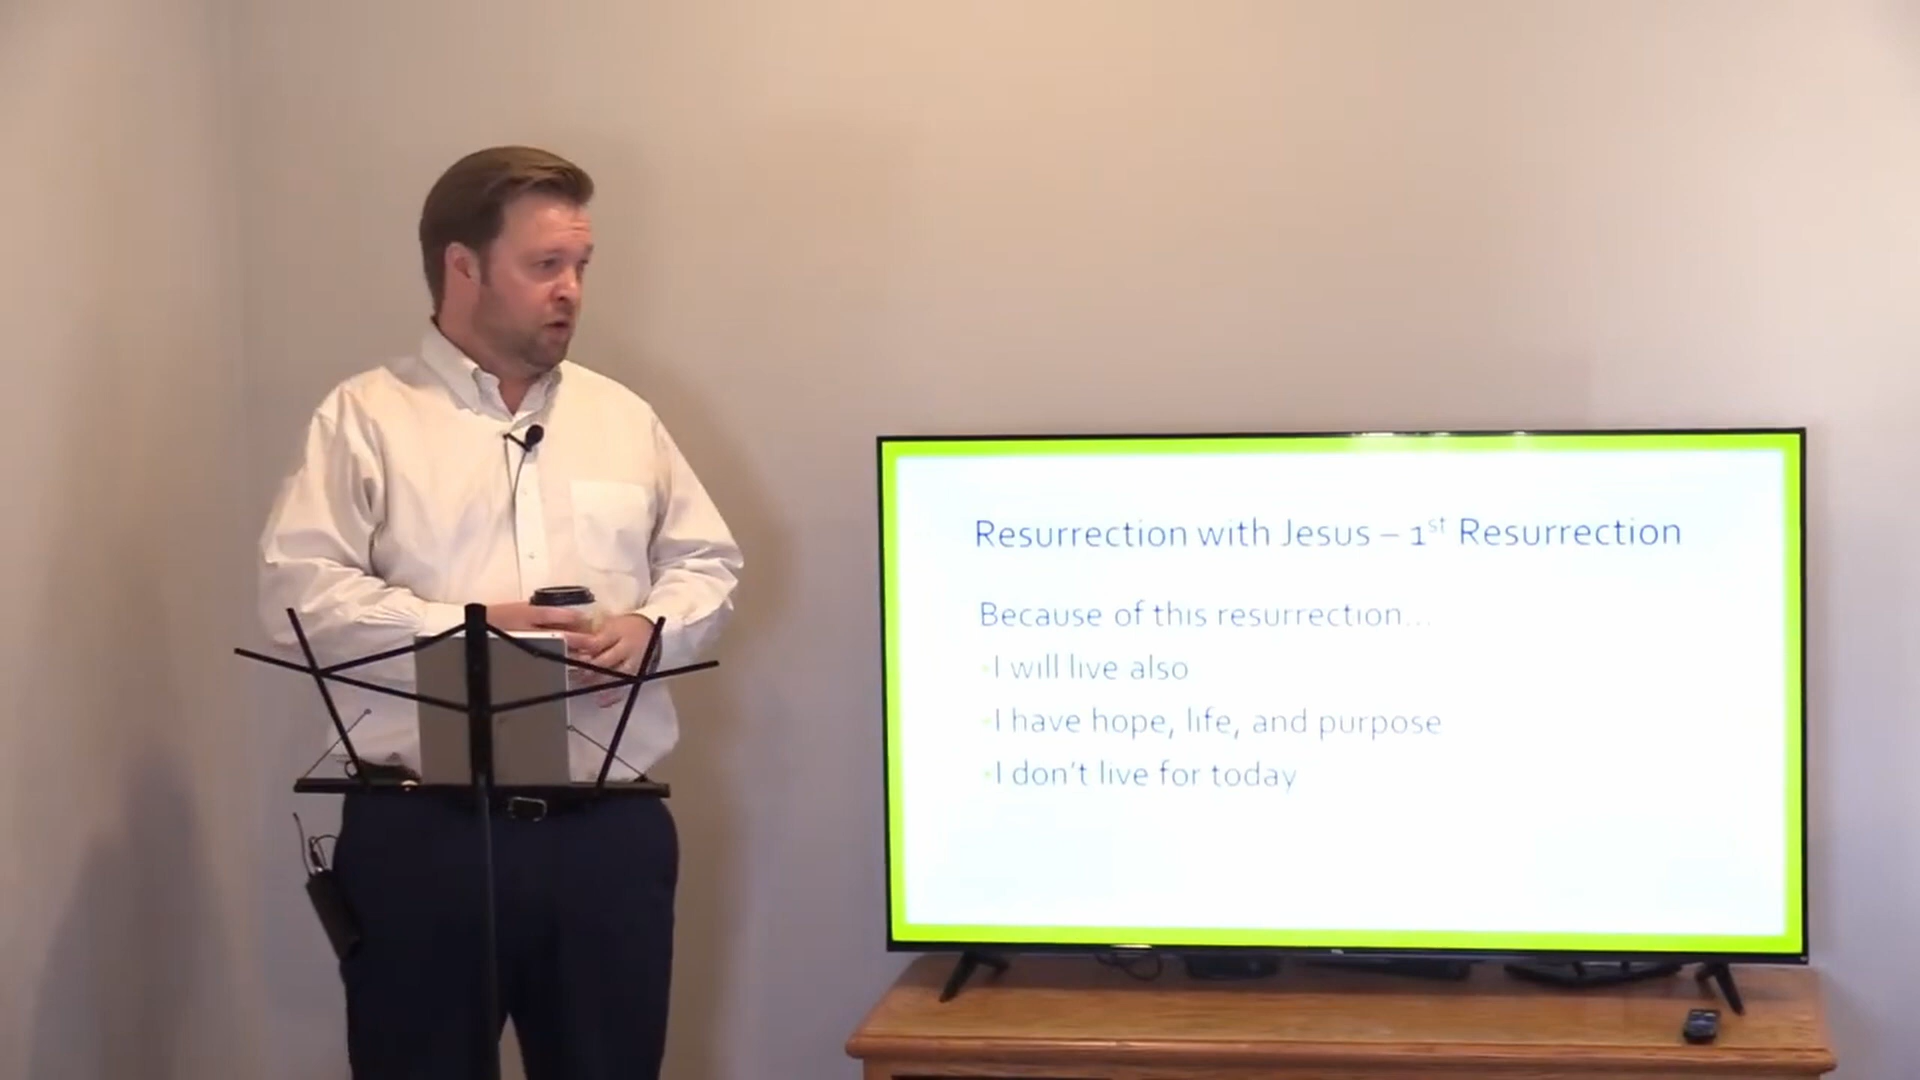 Resurrection with Jesus – 1st Resurrection
Because of this resurrection...
•I will live also
•I have hope, life, and purpose
•I don't live for today